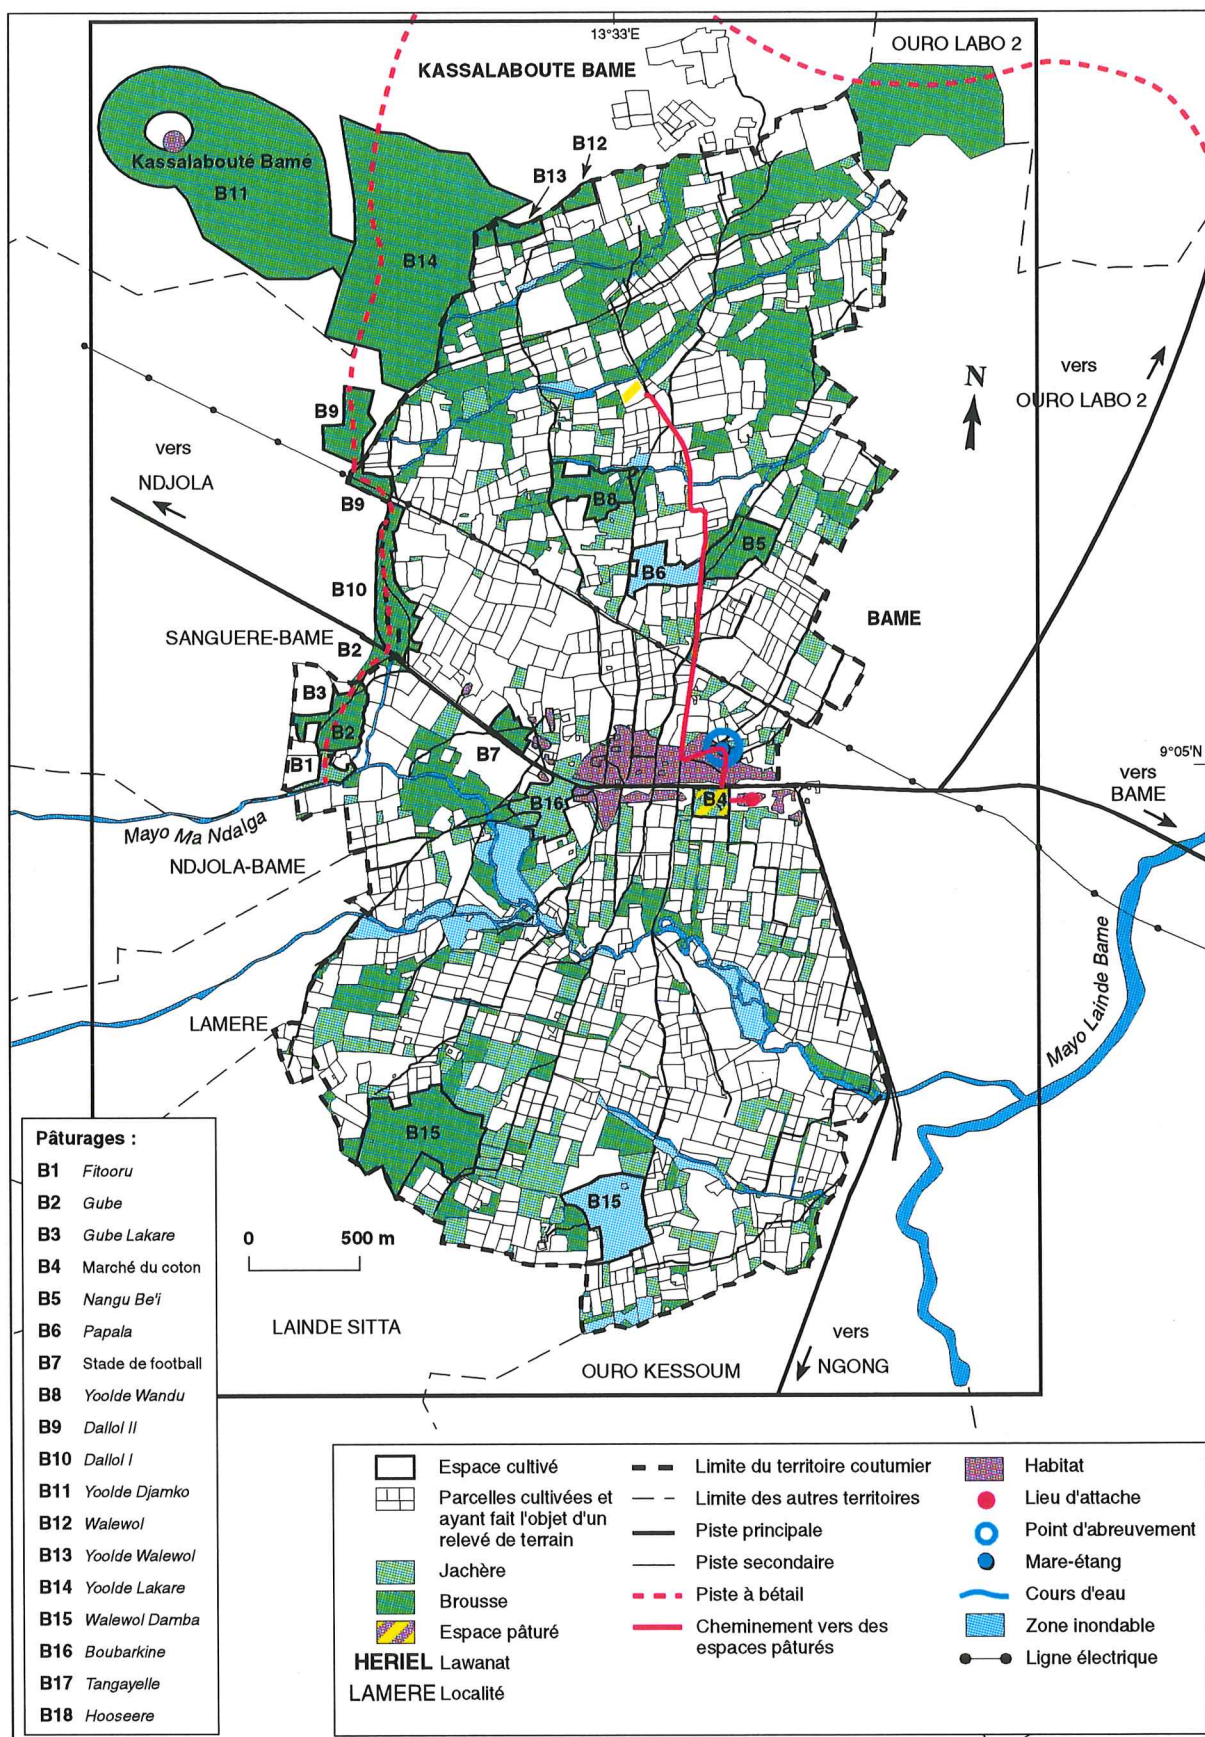 13°33'E
OURO LABO 2
KASSALABOUTE BAME
B12
B13
Kassalabouté Bamé
B11
B14
N
vers
OURO LABO 2
B9
vers
NDJOLA
B9
B8
B5
B6
B10
BAME
SANGUERE-BAME
B2
B3
B2
B7
B1
9°05'N
vers
BAME
B4
B16
Mayo Ma Ndalga
NDJOLA-BAME
Mayo Lainde Bame
LAMERE
B15
B15
0 500 m
LAINDE SITTA
OURO KESSOUM
vers
NGONG
Pâturages :
B1 Fitooru
B2 Gube
B3 Gube Lakare
B4 Marché du coton
B5 Nangu Be'i
B6 Papala
B7 Stade de football
B8 Yoolde Wandu
B9 Dallol II
B10 Dallol I
B11 Yoolde Djamko
B12 Walewol
B13 Yoolde Walewol
B14 Yoolde Lakare
B15 Walewol Damba
B16 Boubarkine
B17 Tangayelle
B18 Hooseere
Espace cultivé
Parcelles cultivées et
ayant fait l'objet d'un
relevé de terrain
Jachère
Brousse
Espace pâturé
HERIEL Lawanat
LAMERE Localité
Limite du territoire coutumier
Limite des autres territoires
Piste principale
Piste secondaire
Piste à bétail
Cheminement vers des
espaces pâturés
Habitat
Lieu d'attache
Point d'abreuvement
Mare-étang
Cours d'eau
Zone inondable
Ligne électrique